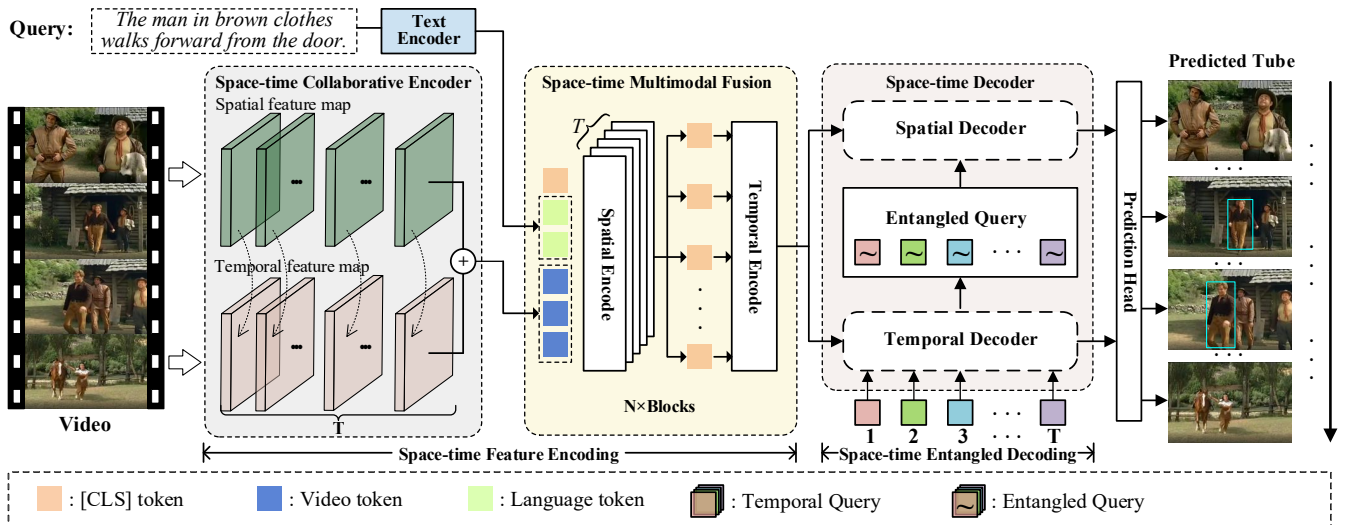 Query:
The man in brown clothes
walks forward from the door.
Text
Encoder
Space-time Collaborative Encoder
Spatial feature map
...
...
Temporal feature map
...
...
T
+
Video
Space-time Multimodal Fusion
T
Spatial Encode
Temporal Encode
N×Blocks
Space-time Decoder
Spatial Decoder
Entangled Query
~ ~ ~ · · · ~
Temporal Decoder
1 2 3 · · · T
Prediction Head
Predicted Tube
Space-time Feature Encoding
Space-time Entangled Decoding
: [CLS] token
: Video token
: Language token
: Temporal Query
~ : Entangled Query